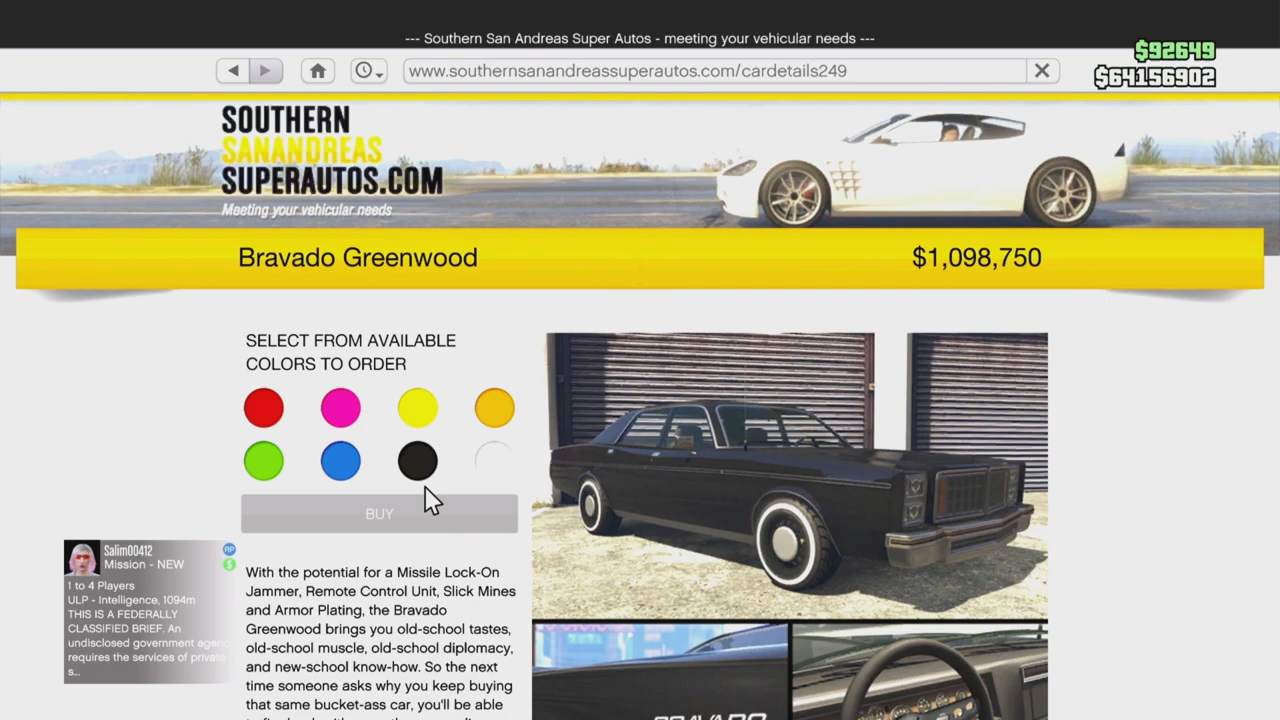 --- Southern San Andreas Super Autos - meeting your vehicular needs ---
$92649
www.southernsanandreassuperautos.com/cardetails249
$64156902
SOUTHERN
SANANDREAS
SUPERAUTOS.COM
Meeting your vehicular needs
Bravado Greenwood
$1,098,750
SELECT FROM AVAILABLE
COLORS TO ORDER
BUY
Salim00412
RP
Mission - NEW
$
1 to 4 Players
ULP - Intelligence, 1094m
THIS IS A FEDERALLY
CLASSIFIED BRIEF. An
undisclosed government agenc
requires the services of private
s...
With the potential for a Missile Lock-On
Jammer, Remote Control Unit, Slick Mines
and Armor Plating, the Bravado
Greenwood brings you old-school tastes,
old-school muscle, old-school diplomacy,
and new-school know-how. So the next
time someone asks why you keep buying
that same bucket-ass car, you'll be able
BRAVADO